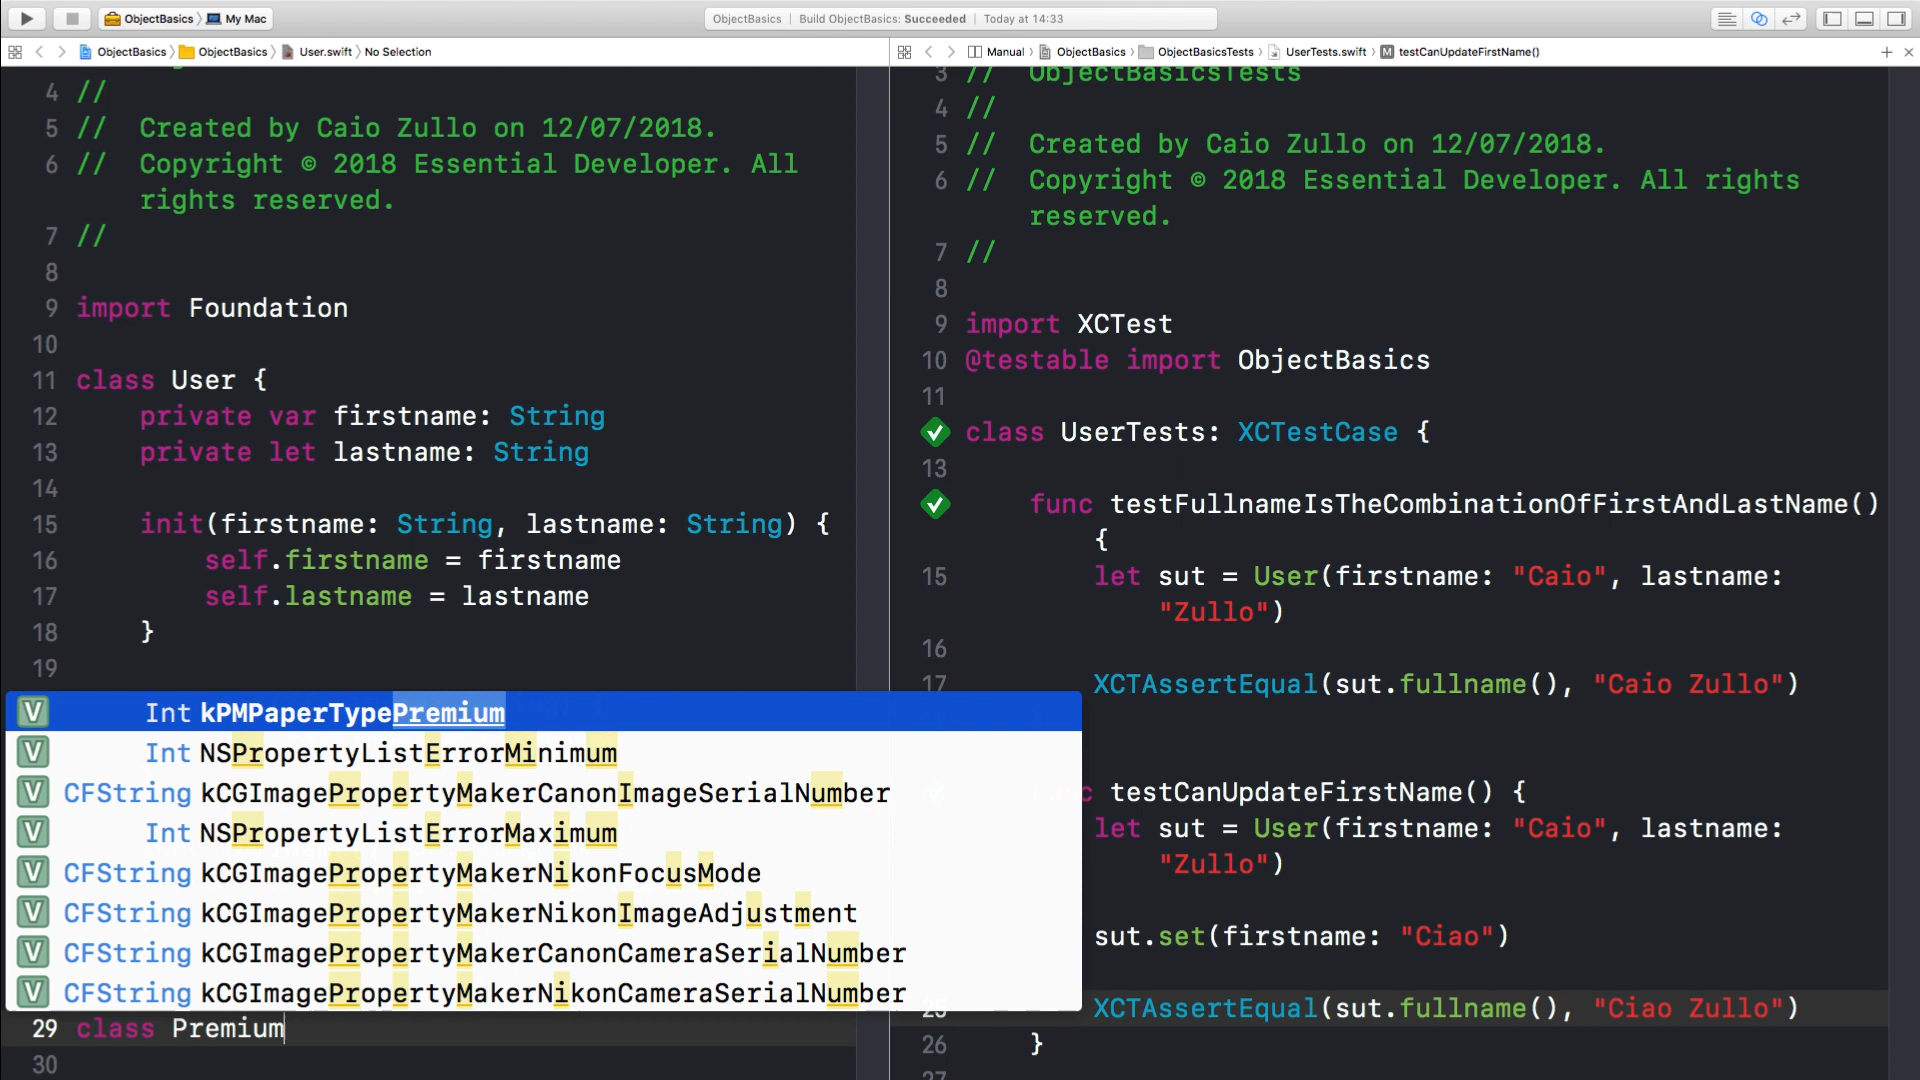 ObjectBasics My Mac
ObjectBasics Build ObjectBasics: Succeeded Today at 14:33
ObjectBasics ObjectBasics User.swift No Selection
4 //
5 // Created by Caio Zullo on 12/07/2018.
6 // Copyright © 2018 Essential Developer. All
rights reserved.
7 //
8
9 import Foundation
10
11 class User {
12 private var firstname: String
13 private let lastname: String
14
15 init(firstname: String, lastname: String) {
16 self.firstname = firstname
17 self.lastname = lastname
18 }
19
V Int kPMPaperTypePremium
V Int NSPropertyListErrorMinimum
V CFString kCGImagePropertyMakerCanonImageSerialNumber
V Int NSPropertyListErrorMaximum
V CFString kCGImagePropertyMakerNikonFocusMode
V CFString kCGImagePropertyMakerNikonImageAdjustment
V CFString kCGImagePropertyMakerCanonCameraSerialNumber
V CFString kCGImagePropertyMakerNikonCameraSerialNumber
29 class Premium
30
Manual ObjectBasics ObjectBasicsTests UserTests.swift M testCanUpdateFirstName()
3 // ObjectBasicsTests
4 //
5 // Created by Caio Zullo on 12/07/2018.
6 // Copyright © 2018 Essential Developer. All rights
reserved.
7 //
8
9 import XCTest
10 @testable import ObjectBasics
11
class UserTests: XCTestCase {
13
func testFullnameIsTheCombinationOfFirstAndLastName()
{
15 let sut = User(firstname: "Caio", lastname:
"Zullo")
16
17 XCTAssertEqual(sut.fullname(), "Caio Zullo")
testCanUpdateFirstName() {
let sut = User(firstname: "Caio", lastname:
"Zullo")
sut.set(firstname: "Ciao")
25 XCTAssertEqual(sut.fullname(), "Ciao Zullo")
26 }
27